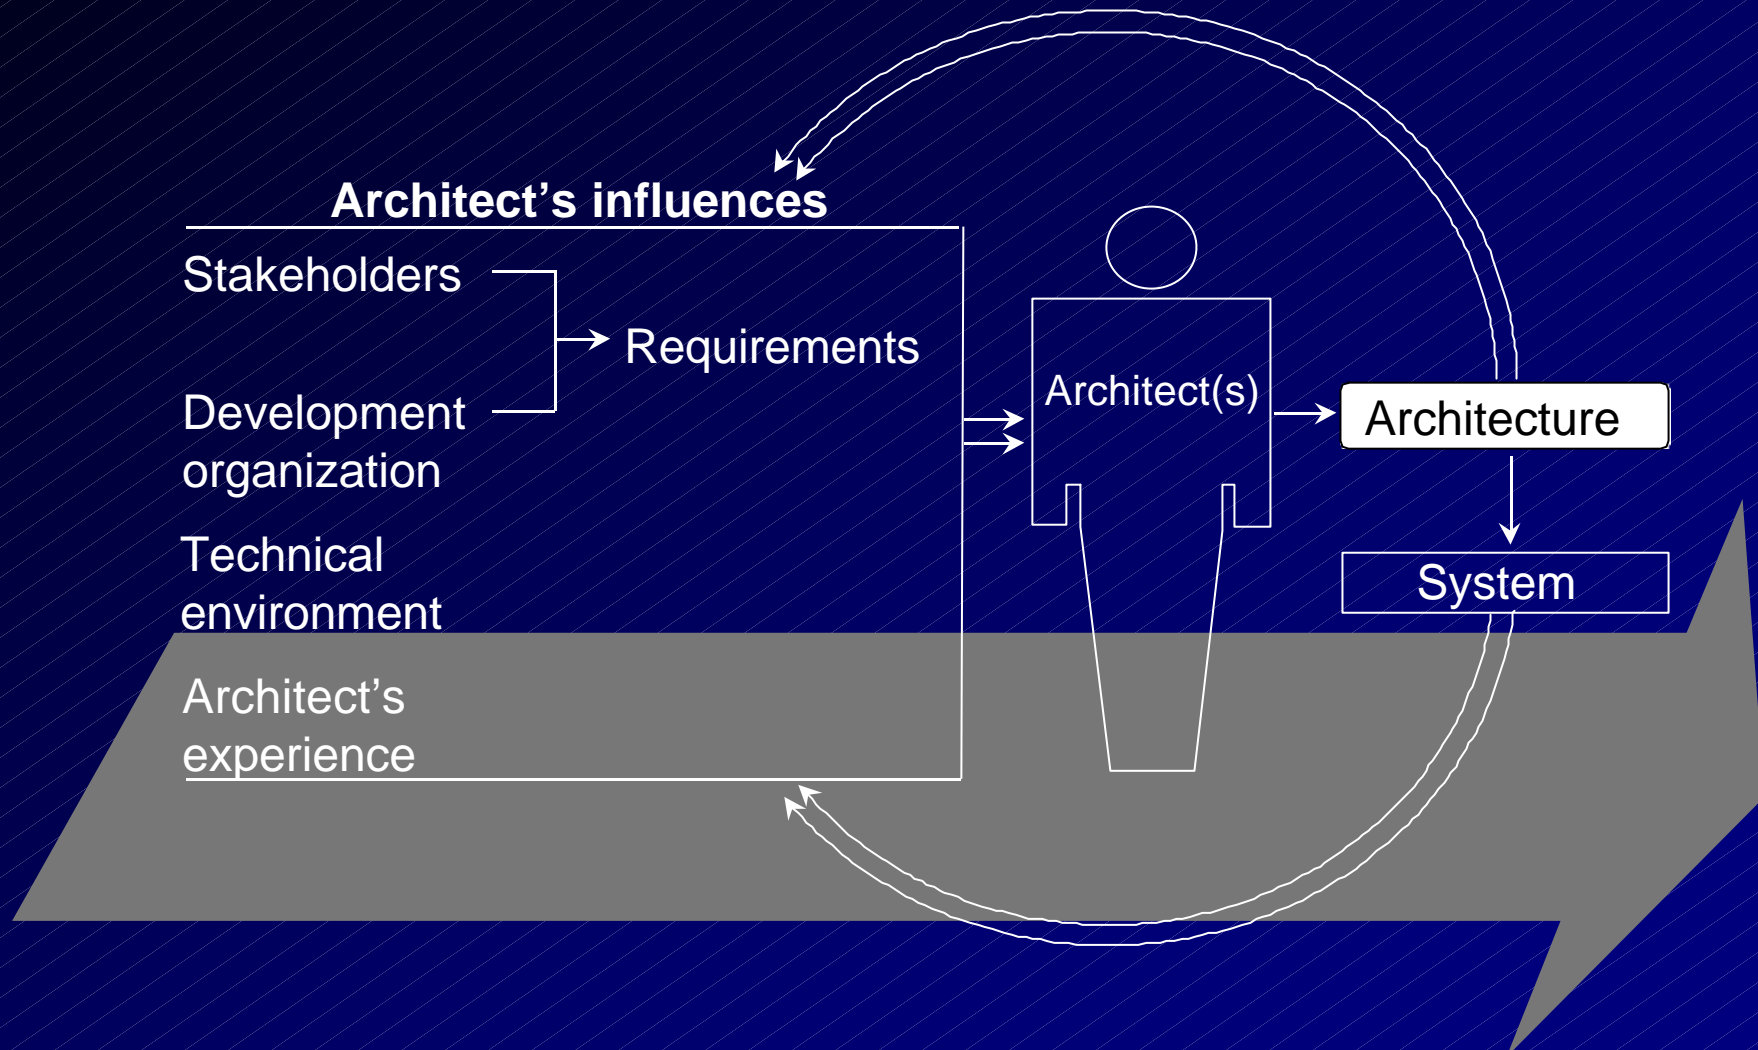 Architect’s influences
Stakeholders
Requirements
Development
organization
Technical
environment
Architect’s
experience
Architect(s)
Architecture
System